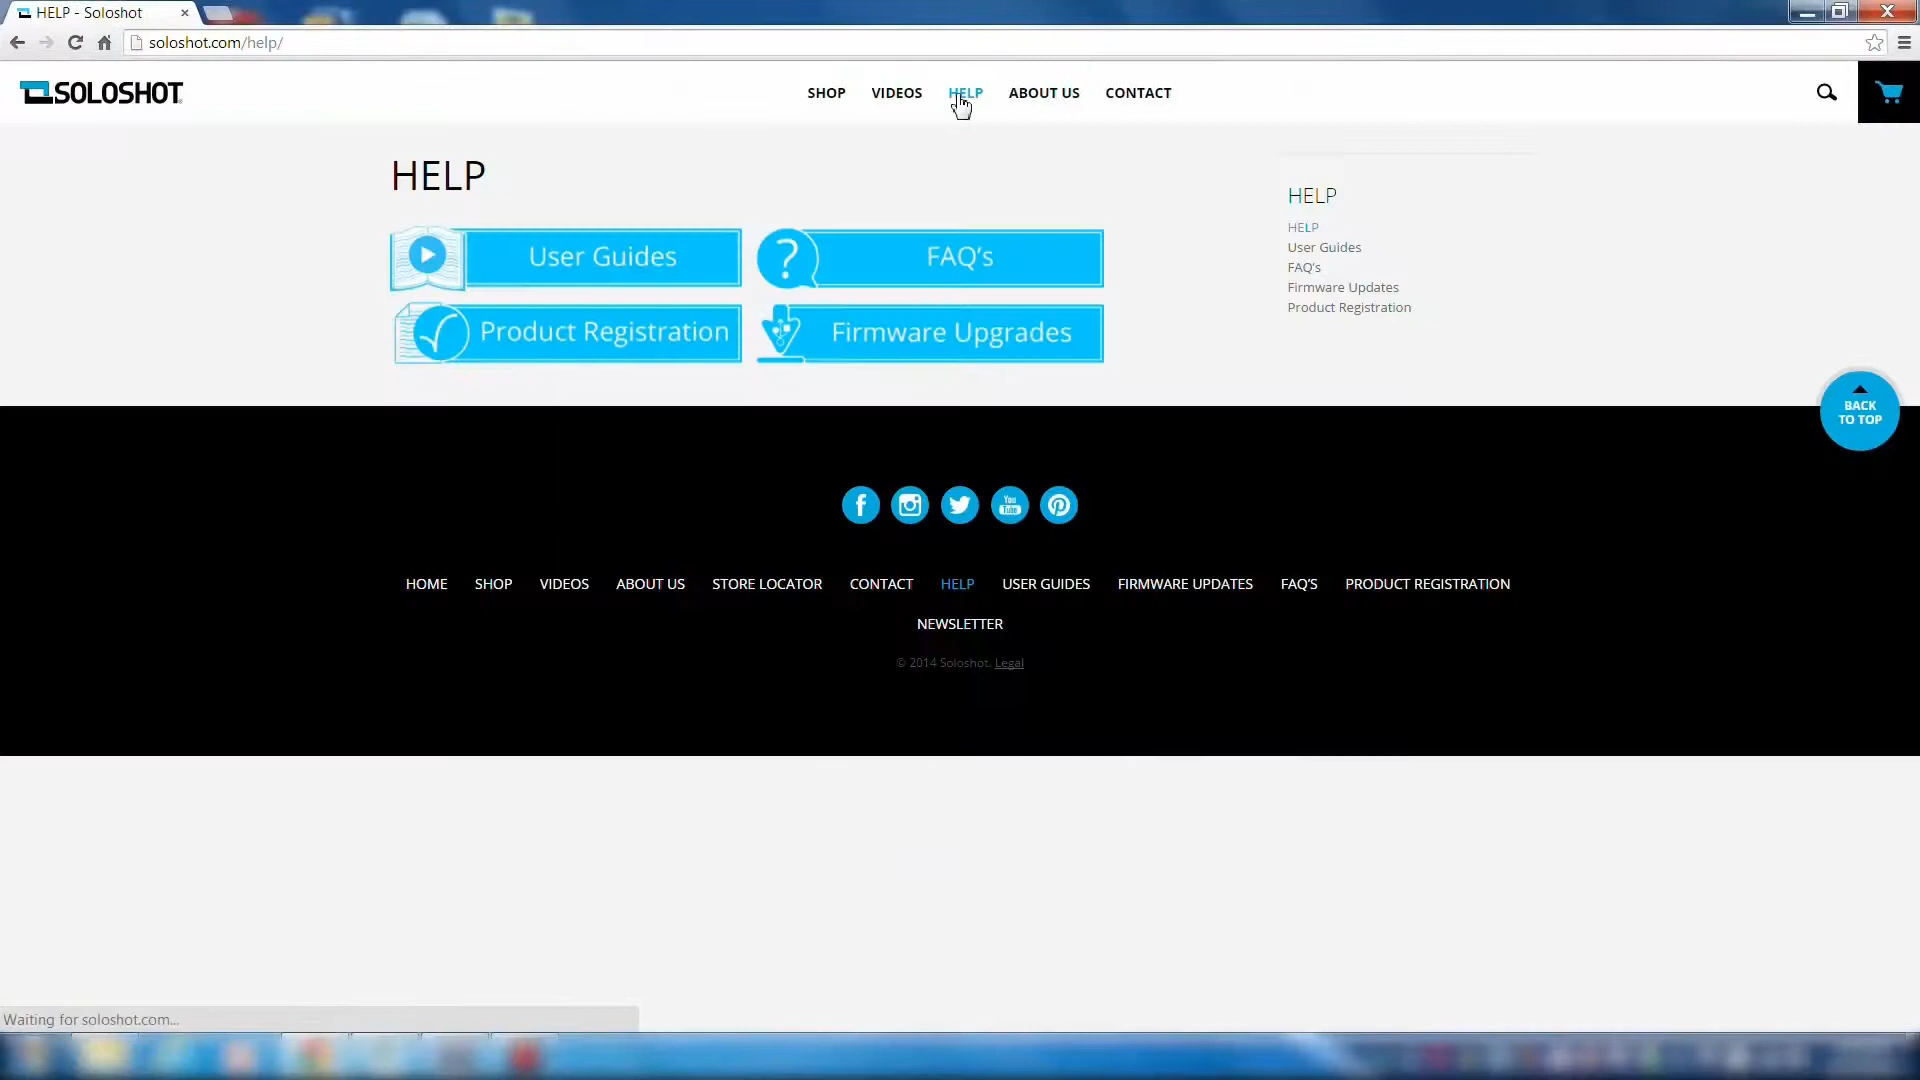 HELP - Soloshot
soloshot.com/help/
SOLOSHOT
SHOP VIDEOS HELP ABOUT US CONTACT
HELP
User Guides
FAQ's
Product Registration
Firmware Upgrades
HELP
HELP
User Guides
FAQ's
Firmware Updates
Product Registration
BACK
TO TOP
You
Tube
HOME SHOP VIDEOS ABOUT US STORE LOCATOR CONTACT HELP USER GUIDES FIRMWARE UPDATES FAQ'S PRODUCT REGISTRATION
NEWSLETTER
© 2014 Soloshot. Legal
Waiting for soloshot.com...